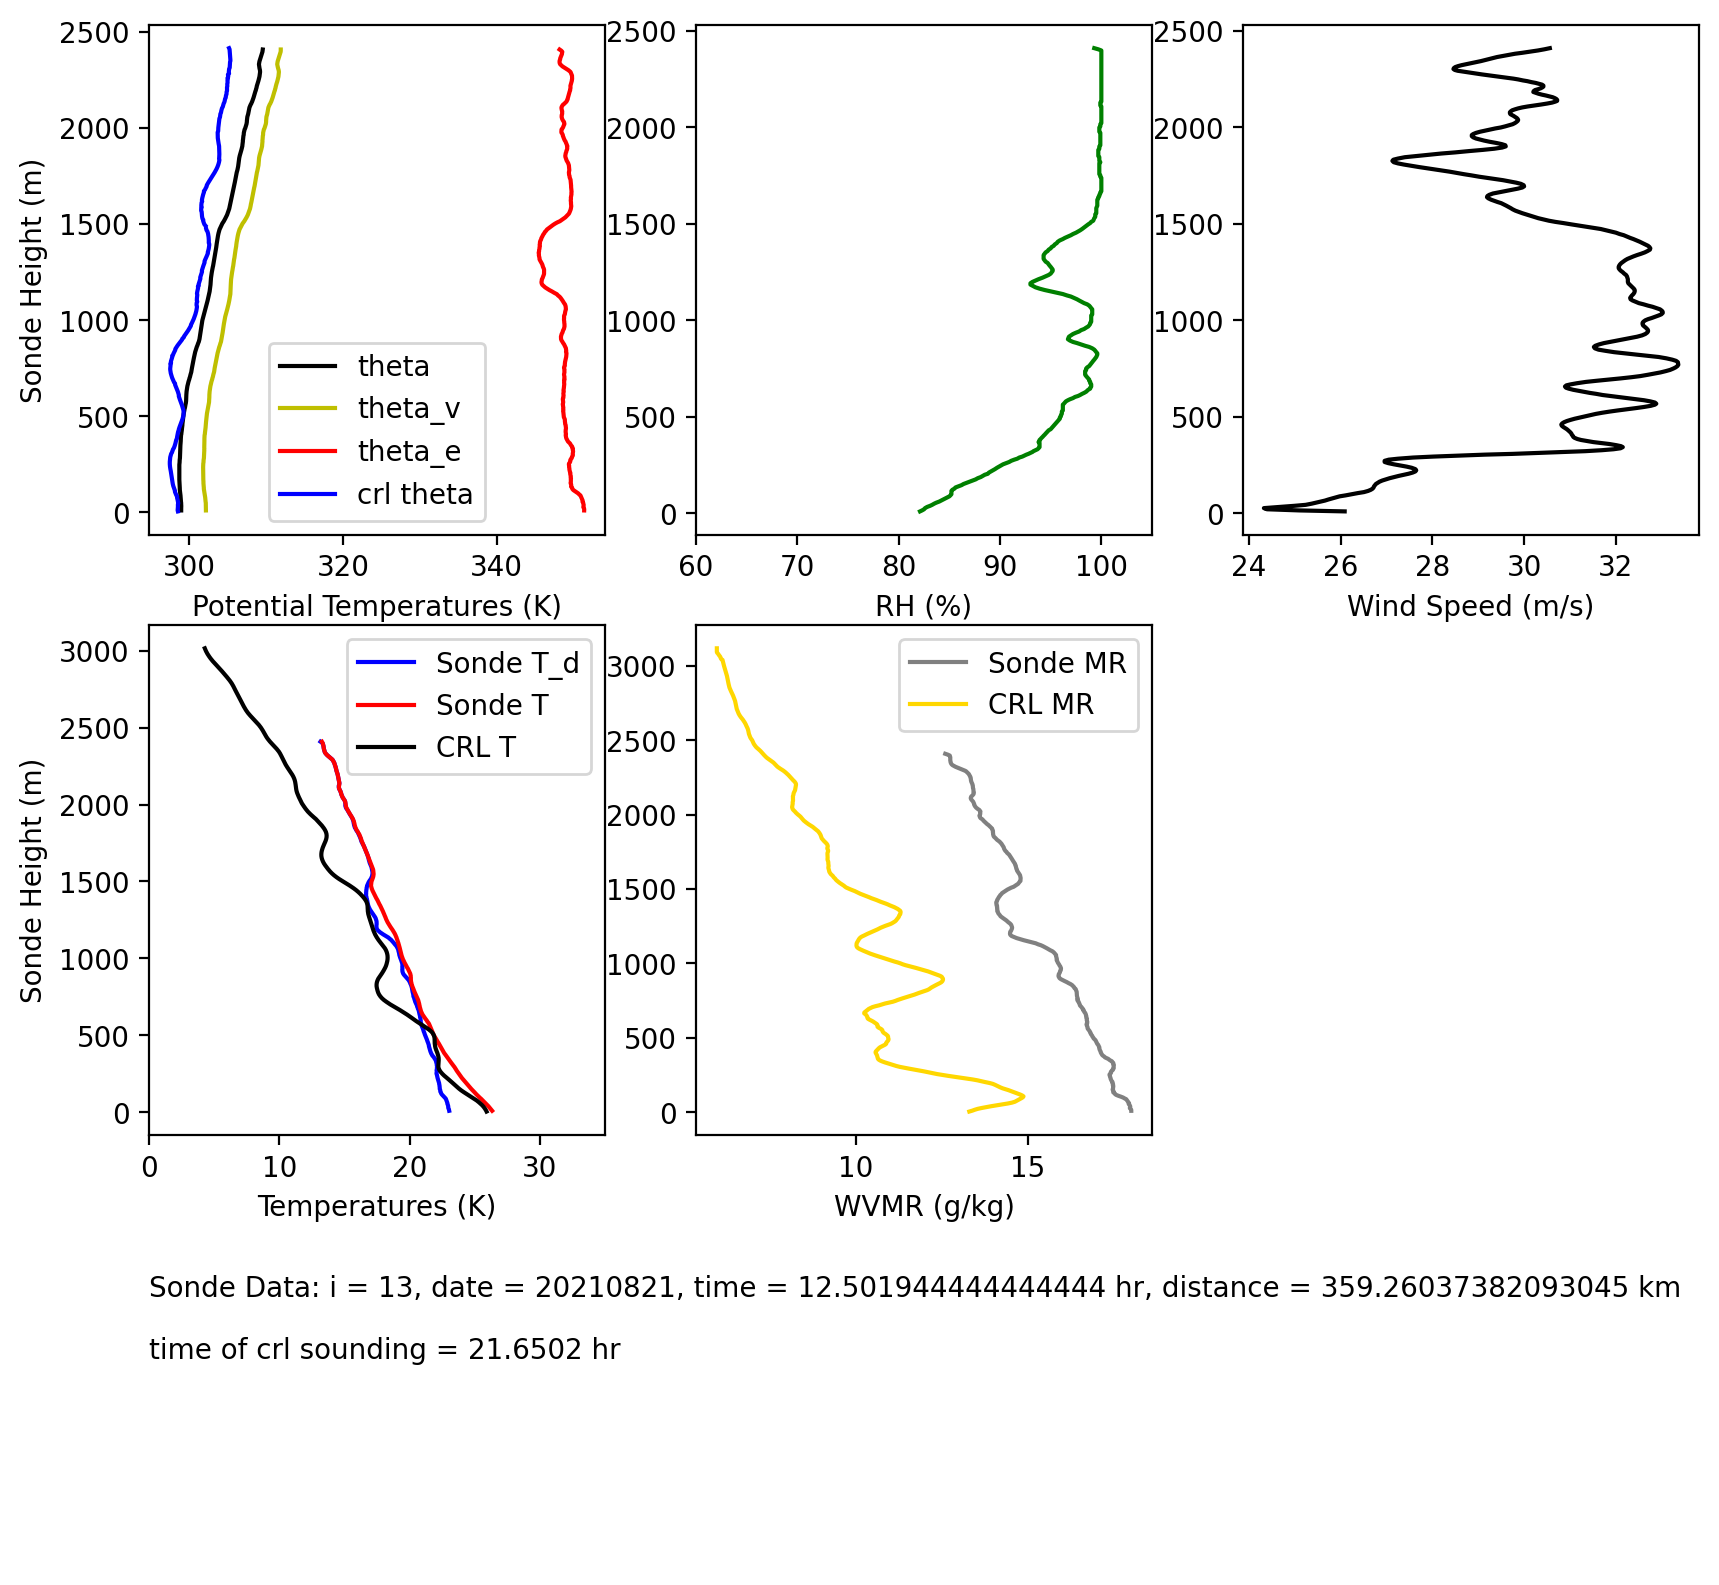 2500
2000
1500
1000
500
0
Sonde Height (m)
theta
theta_v
theta_e
crl theta
300
320
340
Potential Temperatures (K)
2500
2000
1500
1000
500
0
60
70
80
90
100
RH (%)
2500
2000
1500
1000
500
0
24
26
28
30
32
Wind Speed (m/s)
3000
2500
2000
1500
1000
500
0
Sonde Height (m)
Sonde T_d
Sonde T
CRL T
0
10
20
30
Temperatures (K)
3000
2500
2000
1500
1000
500
0
Sonde MR
CRL MR
10
15
WVMR (g/kg)
Sonde Data: i = 13, date = 20210821, time = 12.501944444444444 hr, distance = 359.26037382093045 km
time of crl sounding = 21.6502 hr